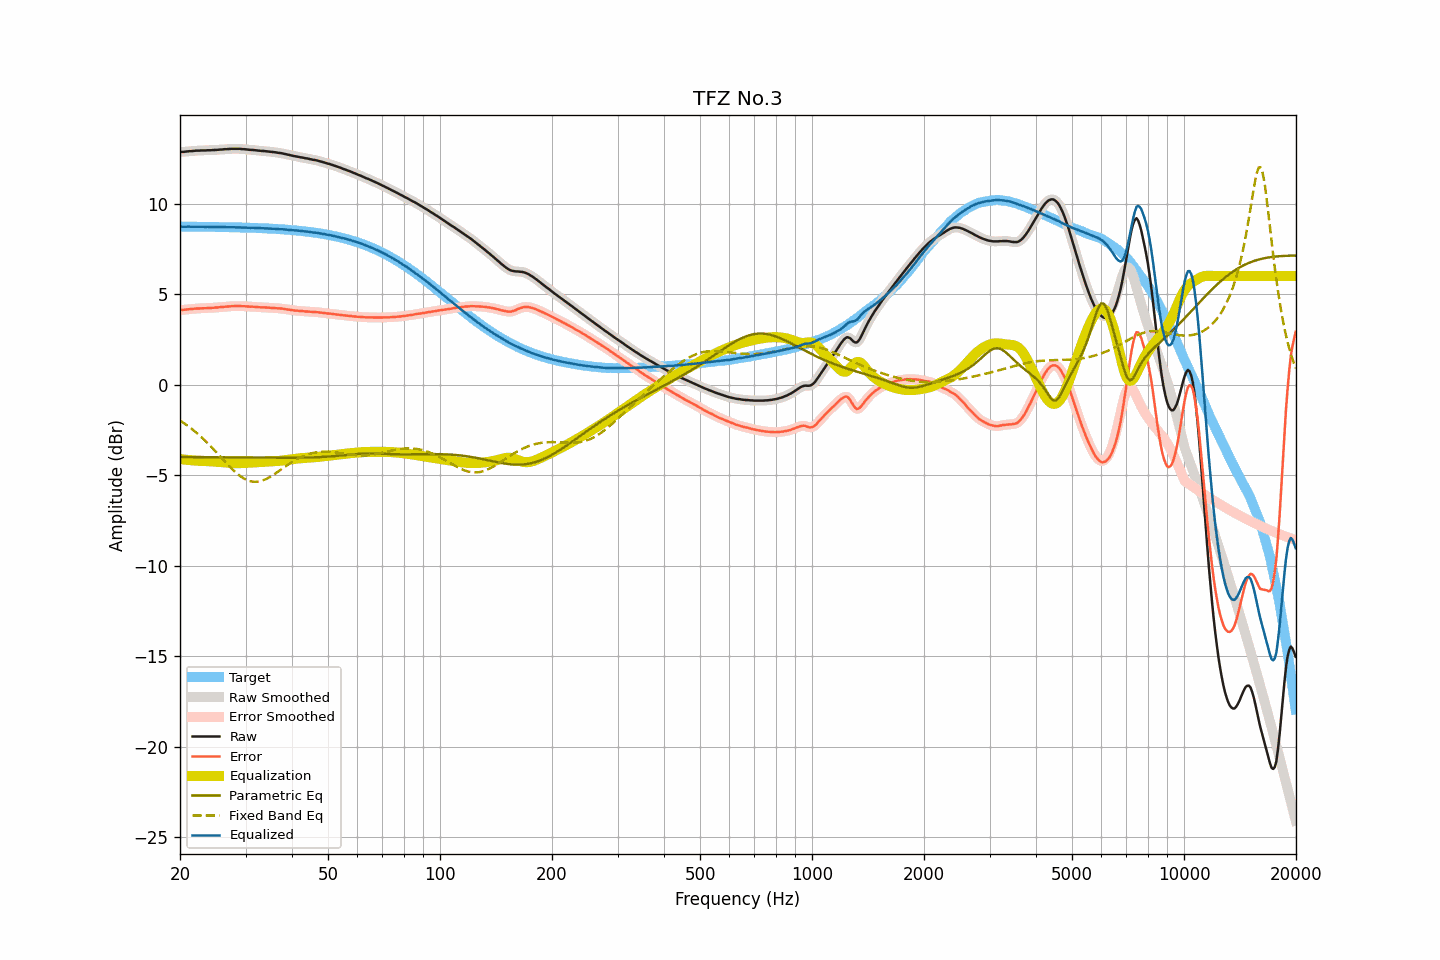 TFZ No.3
Amplitude (dBr)
10
5
0
−5
−10
−15
−20
−25
Target
Raw Smoothed
Error Smoothed
Raw
Error
Equalization
Parametric Eq
Fixed Band Eq
Equalized
20 50 100 200 500 1000 2000 5000 10000 20000
Frequency (Hz)